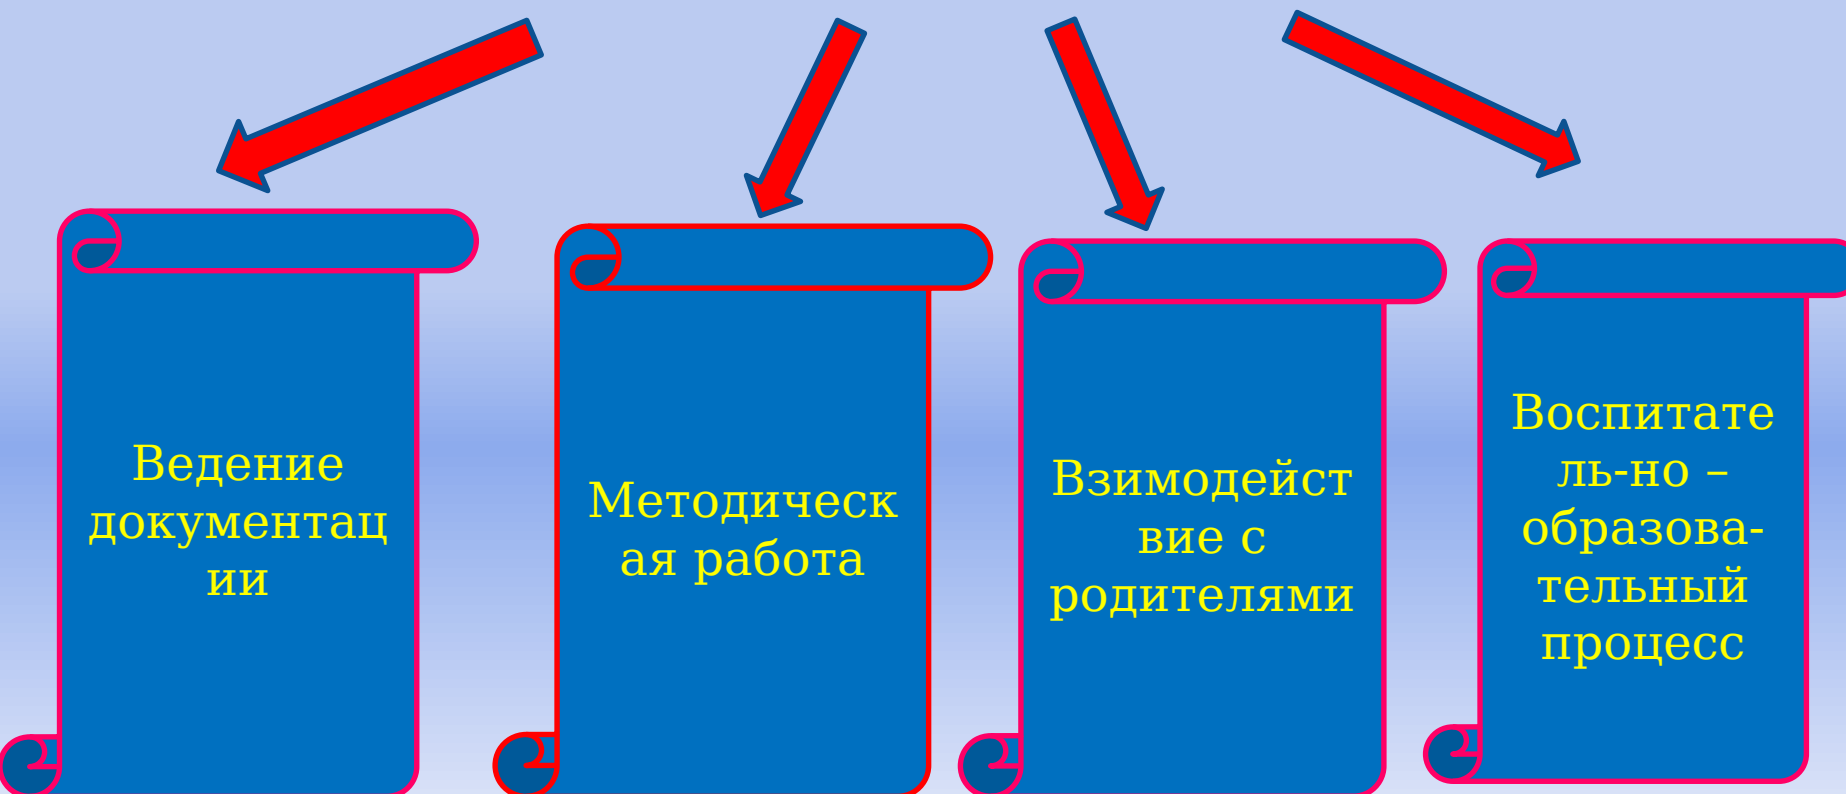 Ведение
документац
ии
Методическ
ая работа
Взимодейст
вие с
родителями
Воспитате
ль-но –
образова-
тельный
процесс